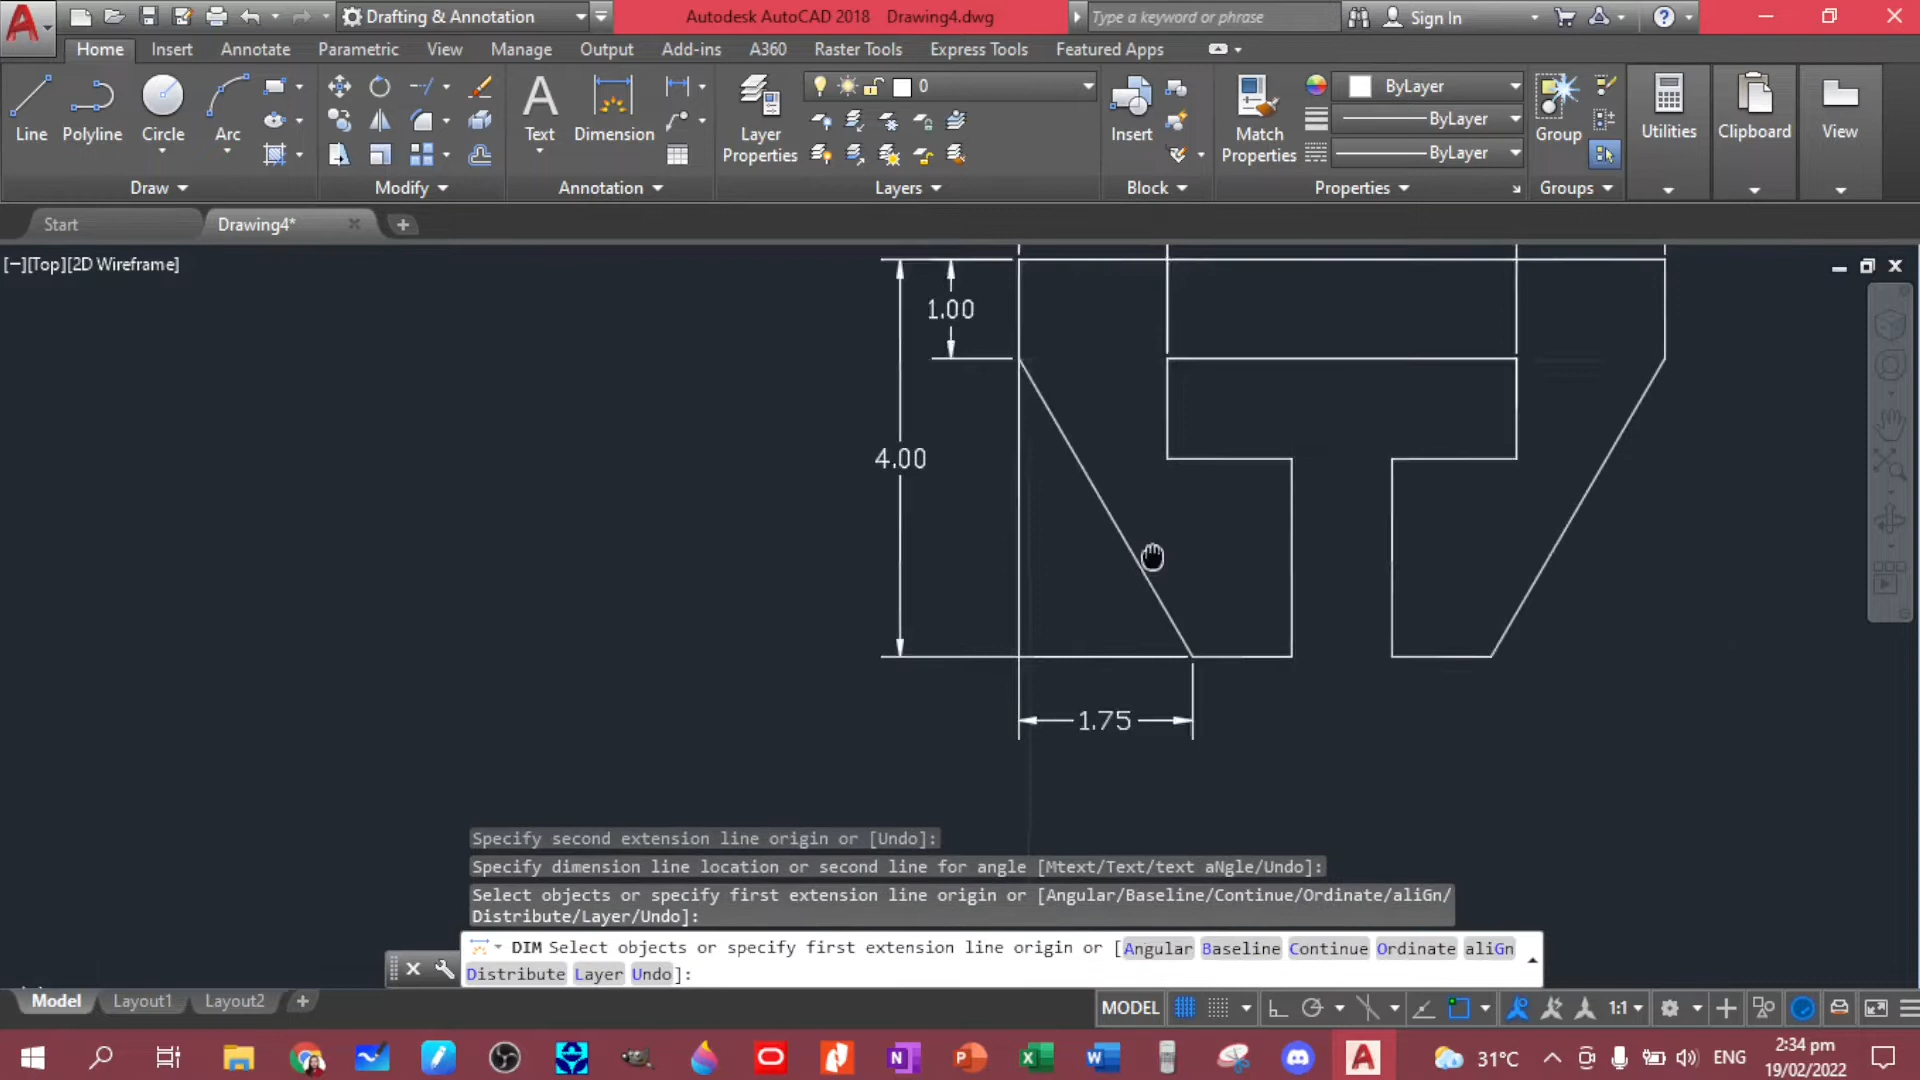 Drafting & Annotation
Autodesk AutoCAD 2018 Drawing4.dwg
Type a keyword or phrase
Sign In
Home Insert Annotate Parametric View Manage Output Add-ins A360 Raster Tools Express Tools Featured Apps
0
ByLayer
Line Polyline Circle Arc
Text Dimension
Layer
Properties
Insert
Match
Properties
ByLayer
ByLayer
Group
Utilities Clipboard View
Draw Modify Annotation Layers Block Properties Groups
Start Drawing4*
[−][Top][2D Wireframe]
1.00
4.00
1.75
Specify second extension line origin or [Undo]:
Specify dimension line location or second line for angle [Mtext/Text/text aNgle/Undo]:
Select objects or specify first extension line origin or [Angular/Baseline/Continue/Ordinate/aliGn/
Distribute/Layer/Undo]:
DIM Select objects or specify first extension line origin or [Angular Baseline Continue Ordinate aliGn
Distribute Layer Undo]:
Model Layout1 Layout2
MODEL 1:1
31°C ENG
2:34 pm
19/02/2022